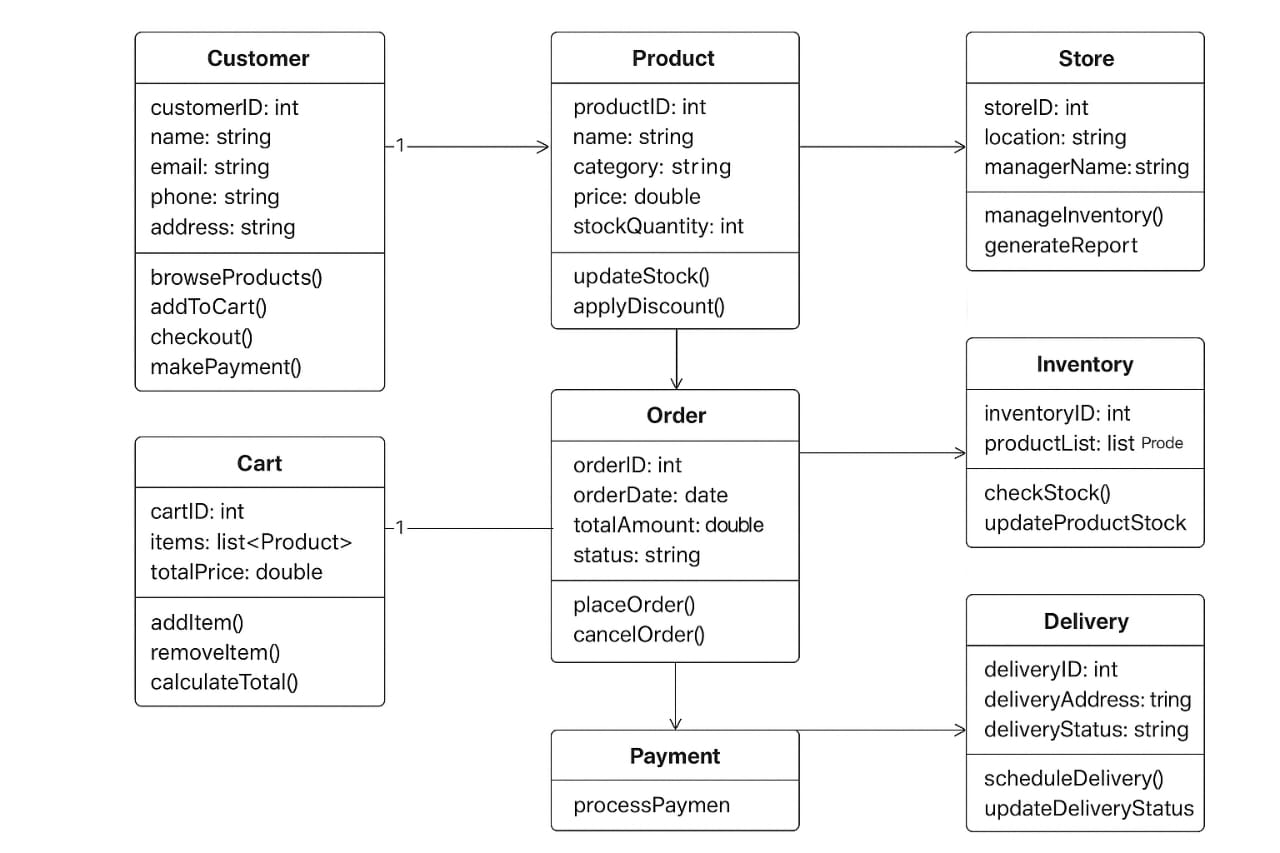 Customer
customerID: int
name: string
email: string
phone: string
address: string
browseProducts()
addToCart()
checkout()
makePayment()
1
Product
productID: int
name: string
category: string
price: double
stockQuantity: int
updateStock()
applyDiscount()
Store
storeID: int
location: string
managerName: string
manageInventory()
generateReport
Cart
cartID: int
items: list<Product>
totalPrice: double
addItem()
removeItem()
calculateTotal()
1
Order
orderID: int
orderDate: date
totalAmount: double
status: string
placeOrder()
cancelOrder()
Inventory
inventoryID: int
productList: list Prode
checkStock()
updateProductStock
Payment
processPaymen
Delivery
deliveryID: int
deliveryAddress: tring
deliveryStatus: string
scheduleDelivery()
updateDeliveryStatus